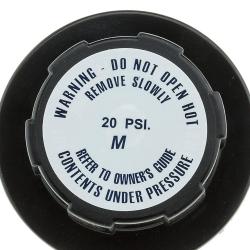 WARNING - DO NOT OPEN HOT
REMOVE SLOWLY
20 PSI.
M
REFER TO OWNER'S GUIDE
CONTENTS UNDER PRESSURE